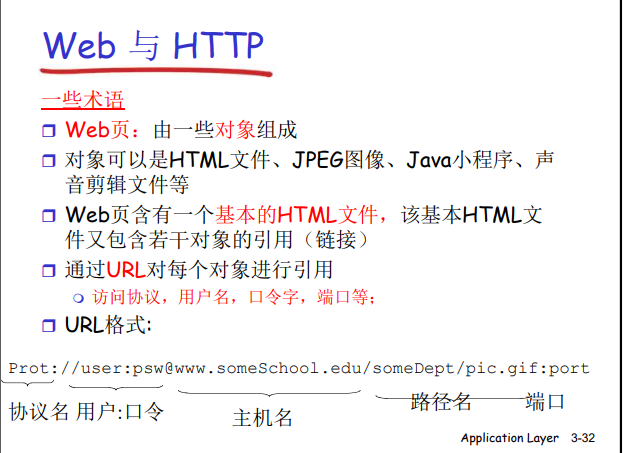 Web 与 HTTP
一些术语
Web页：由一些对象组成
对象可以是HTML文件、JPEG图像、Java小程序、声
音剪辑文件等
Web页含有一个基本的HTML文件，该基本HTML文
件又包含若干对象的引用（链接）
通过URL对每个对象进行引用
访问协议，用户名，口令字，端口等；
URL格式:
Prot://user:psw@www.someSchool.edu/someDept/pic.gif:port
协议名 用户:口令 主机名 路径名 端口
Application Layer 3-32